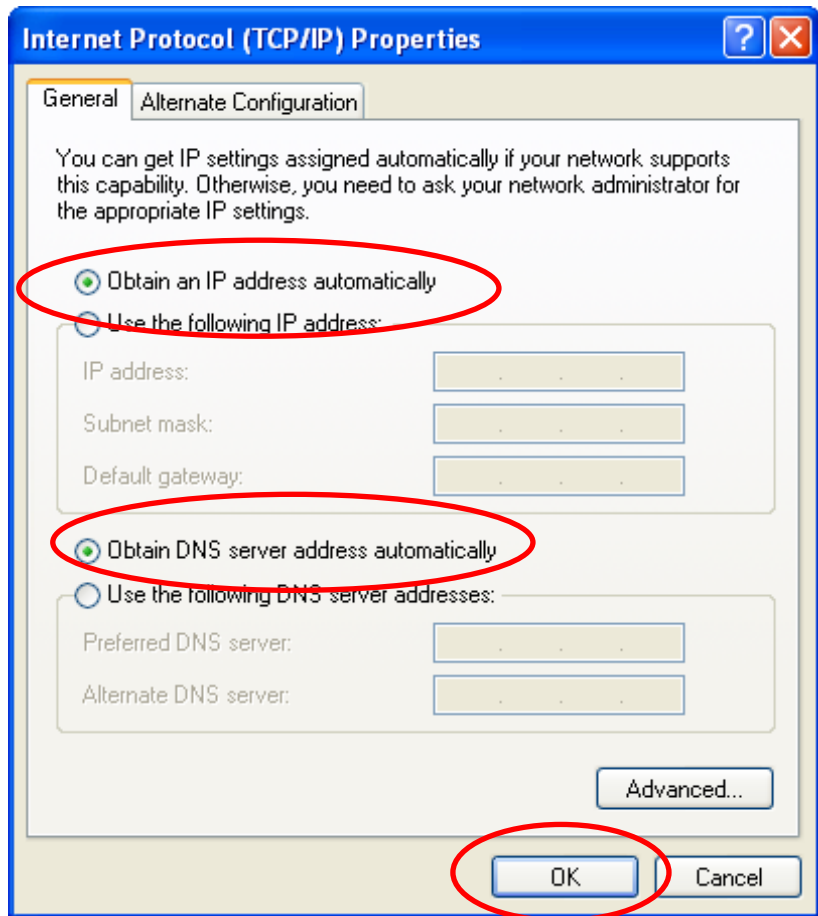 Internet Protocol (TCP/IP) Properties
General
Alternate Configuration
You can get IP settings assigned automatically if your network supports
this capability. Otherwise, you need to ask your network administrator for
the appropriate IP settings.
Obtain an IP address automatically
Use the following IP address:
IP address:
Subnet mask:
Default gateway:
Obtain DNS server address automatically
Use the following DNS server addresses:
Preferred DNS server:
Alternate DNS server:
Advanced...
OK
Cancel